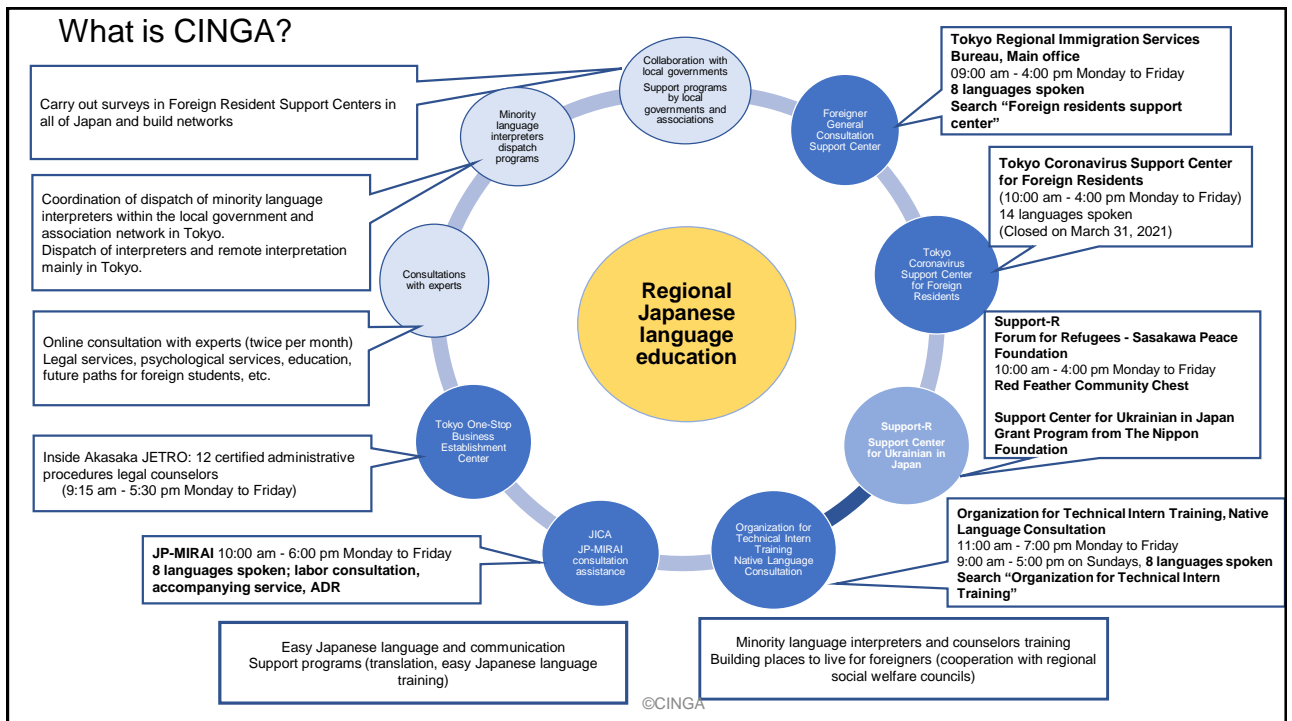 What is CINGA?
Carry out surveys in Foreign Resident Support Centers in
all of Japan and build networks
Coordination of dispatch of minority language
interpreters within the local government and
association network in Tokyo.
Dispatch of interpreters and remote interpretation
mainly in Tokyo.
Online consultation with experts (twice per month)
Legal services, psychological services, education,
future paths for foreign students, etc.
Inside Akasaka JETRO: 12 certified administrative
procedures legal counselors
(9:15 am - 5:30 pm Monday to Friday)
JP-MIRAI 10:00 am - 6:00 pm Monday to Friday
8 languages spoken; labor consultation,
accompanying service, ADR
Collaboration with
local governments
Support programs
by local
governments and
associations
Minority
language
interpreters
dispatch
programs
Consultations
with experts
Tokyo One-Stop
Business
Establishment
Center
JICA
JP-MIRAI
consultation
assistance
Organization for
Technical Intern
Training
Native Language
Consultation
Support-R
Support Center
for Ukrainian in
Japan
Tokyo
Coronavirus
Support Center
for Foreign
Residents
Foreigner
General
Consultation
Support Center
Regional
Japanese
language
education
Tokyo Regional Immigration Services
Bureau, Main office
09:00 am - 4:00 pm Monday to Friday
8 languages spoken
Search “Foreign residents support
center”
Tokyo Coronavirus Support Center
for Foreign Residents
(10:00 am - 4:00 pm Monday to Friday)
14 languages spoken
(Closed on March 31, 2021)
Support-R
Forum for Refugees - Sasakawa Peace
Foundation
10:00 am - 4:00 pm Monday to Friday
Red Feather Community Chest
Support Center for Ukrainian in Japan
Grant Program from The Nippon
Foundation
Organization for Technical Intern Training, Native
Language Consultation
11:00 am - 7:00 pm Monday to Friday
9:00 am - 5:00 pm on Sundays, 8 languages spoken
Search “Organization for Technical Intern
Training”
Easy Japanese language and communication
Support programs (translation, easy Japanese language
training)
Minority language interpreters and counselors training
Building places to live for foreigners (cooperation with regional
social welfare councils)
©CINGA